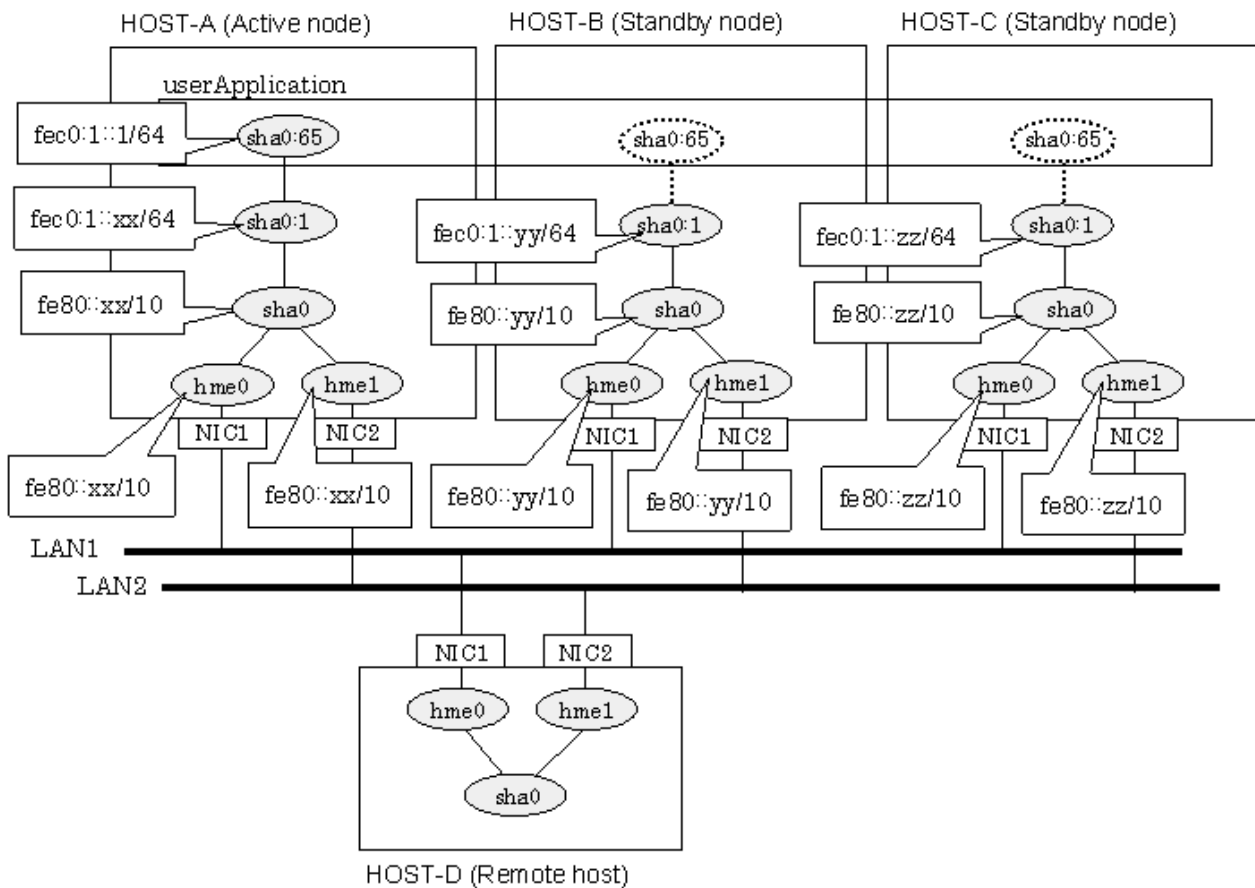 HOST-A (Active node)
HOST-B (Standby node)
HOST-C (Standby node)
userApplication
fec0:1::1/64
sha0:65
sha0:65
sha0:65
fec0:1::xx/64
sha0:1
fec0:1::yy/64
sha0:1
fec0:1::zz/64
sha0:1
fe80::xx/10
sha0
fe80::yy/10
sha0
fe80::zz/10
sha0
hme0
hme1
hme0
hme1
hme0
hme1
NIC1
NIC2
NIC1
NIC2
NIC1
NIC2
fe80::xx/10
fe80::xx/10
fe80::yy/10
fe80::yy/10
fe80::zz/10
fe80::zz/10
LAN1
LAN2
NIC1
NIC2
hme0
hme1
sha0
HOST-D (Remote host)